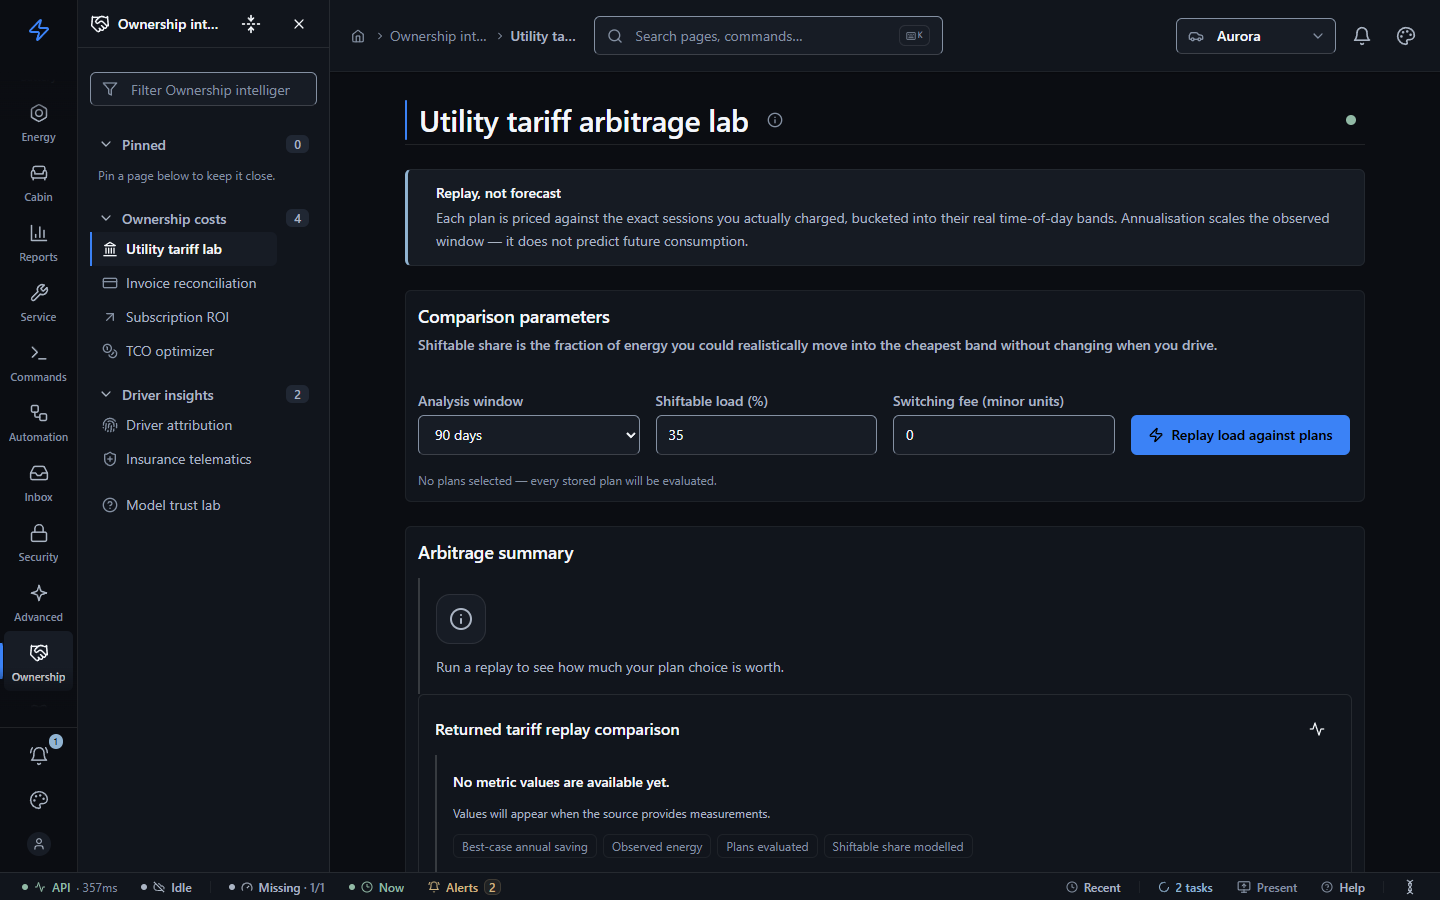 Ownership int...
Ownership int...
Utility ta...
Search pages, commands...
K
Aurora
Energy
Cabin
Reports
Service
Commands
Automation
Inbox
Security
Advanced
Ownership
1
Filter Ownership intelliger
Pinned
0
Pin a page below to keep it close.
Ownership costs
4
Utility tariff lab
Invoice reconciliation
Subscription ROI
TCO optimizer
Driver insights
2
Driver attribution
Insurance telematics
Model trust lab
Utility tariff arbitrage lab
Replay, not forecast
Each plan is priced against the exact sessions you actually charged, bucketed into their real time-of-day bands. Annualisation scales the observed
window — it does not predict future consumption.
Comparison parameters
Shiftable share is the fraction of energy you could realistically move into the cheapest band without changing when you drive.
Analysis window
Shiftable load (%)
Switching fee (minor units)
90 days
35
0
Replay load against plans
No plans selected — every stored plan will be evaluated.
Arbitrage summary
Run a replay to see how much your plan choice is worth.
Returned tariff replay comparison
No metric values are available yet.
Values will appear when the source provides measurements.
Best-case annual saving
Observed energy
Plans evaluated
Shiftable share modelled
API · 357ms
Idle
Missing · 1/1
Now
Alerts 2
Recent
2 tasks
Present
Help